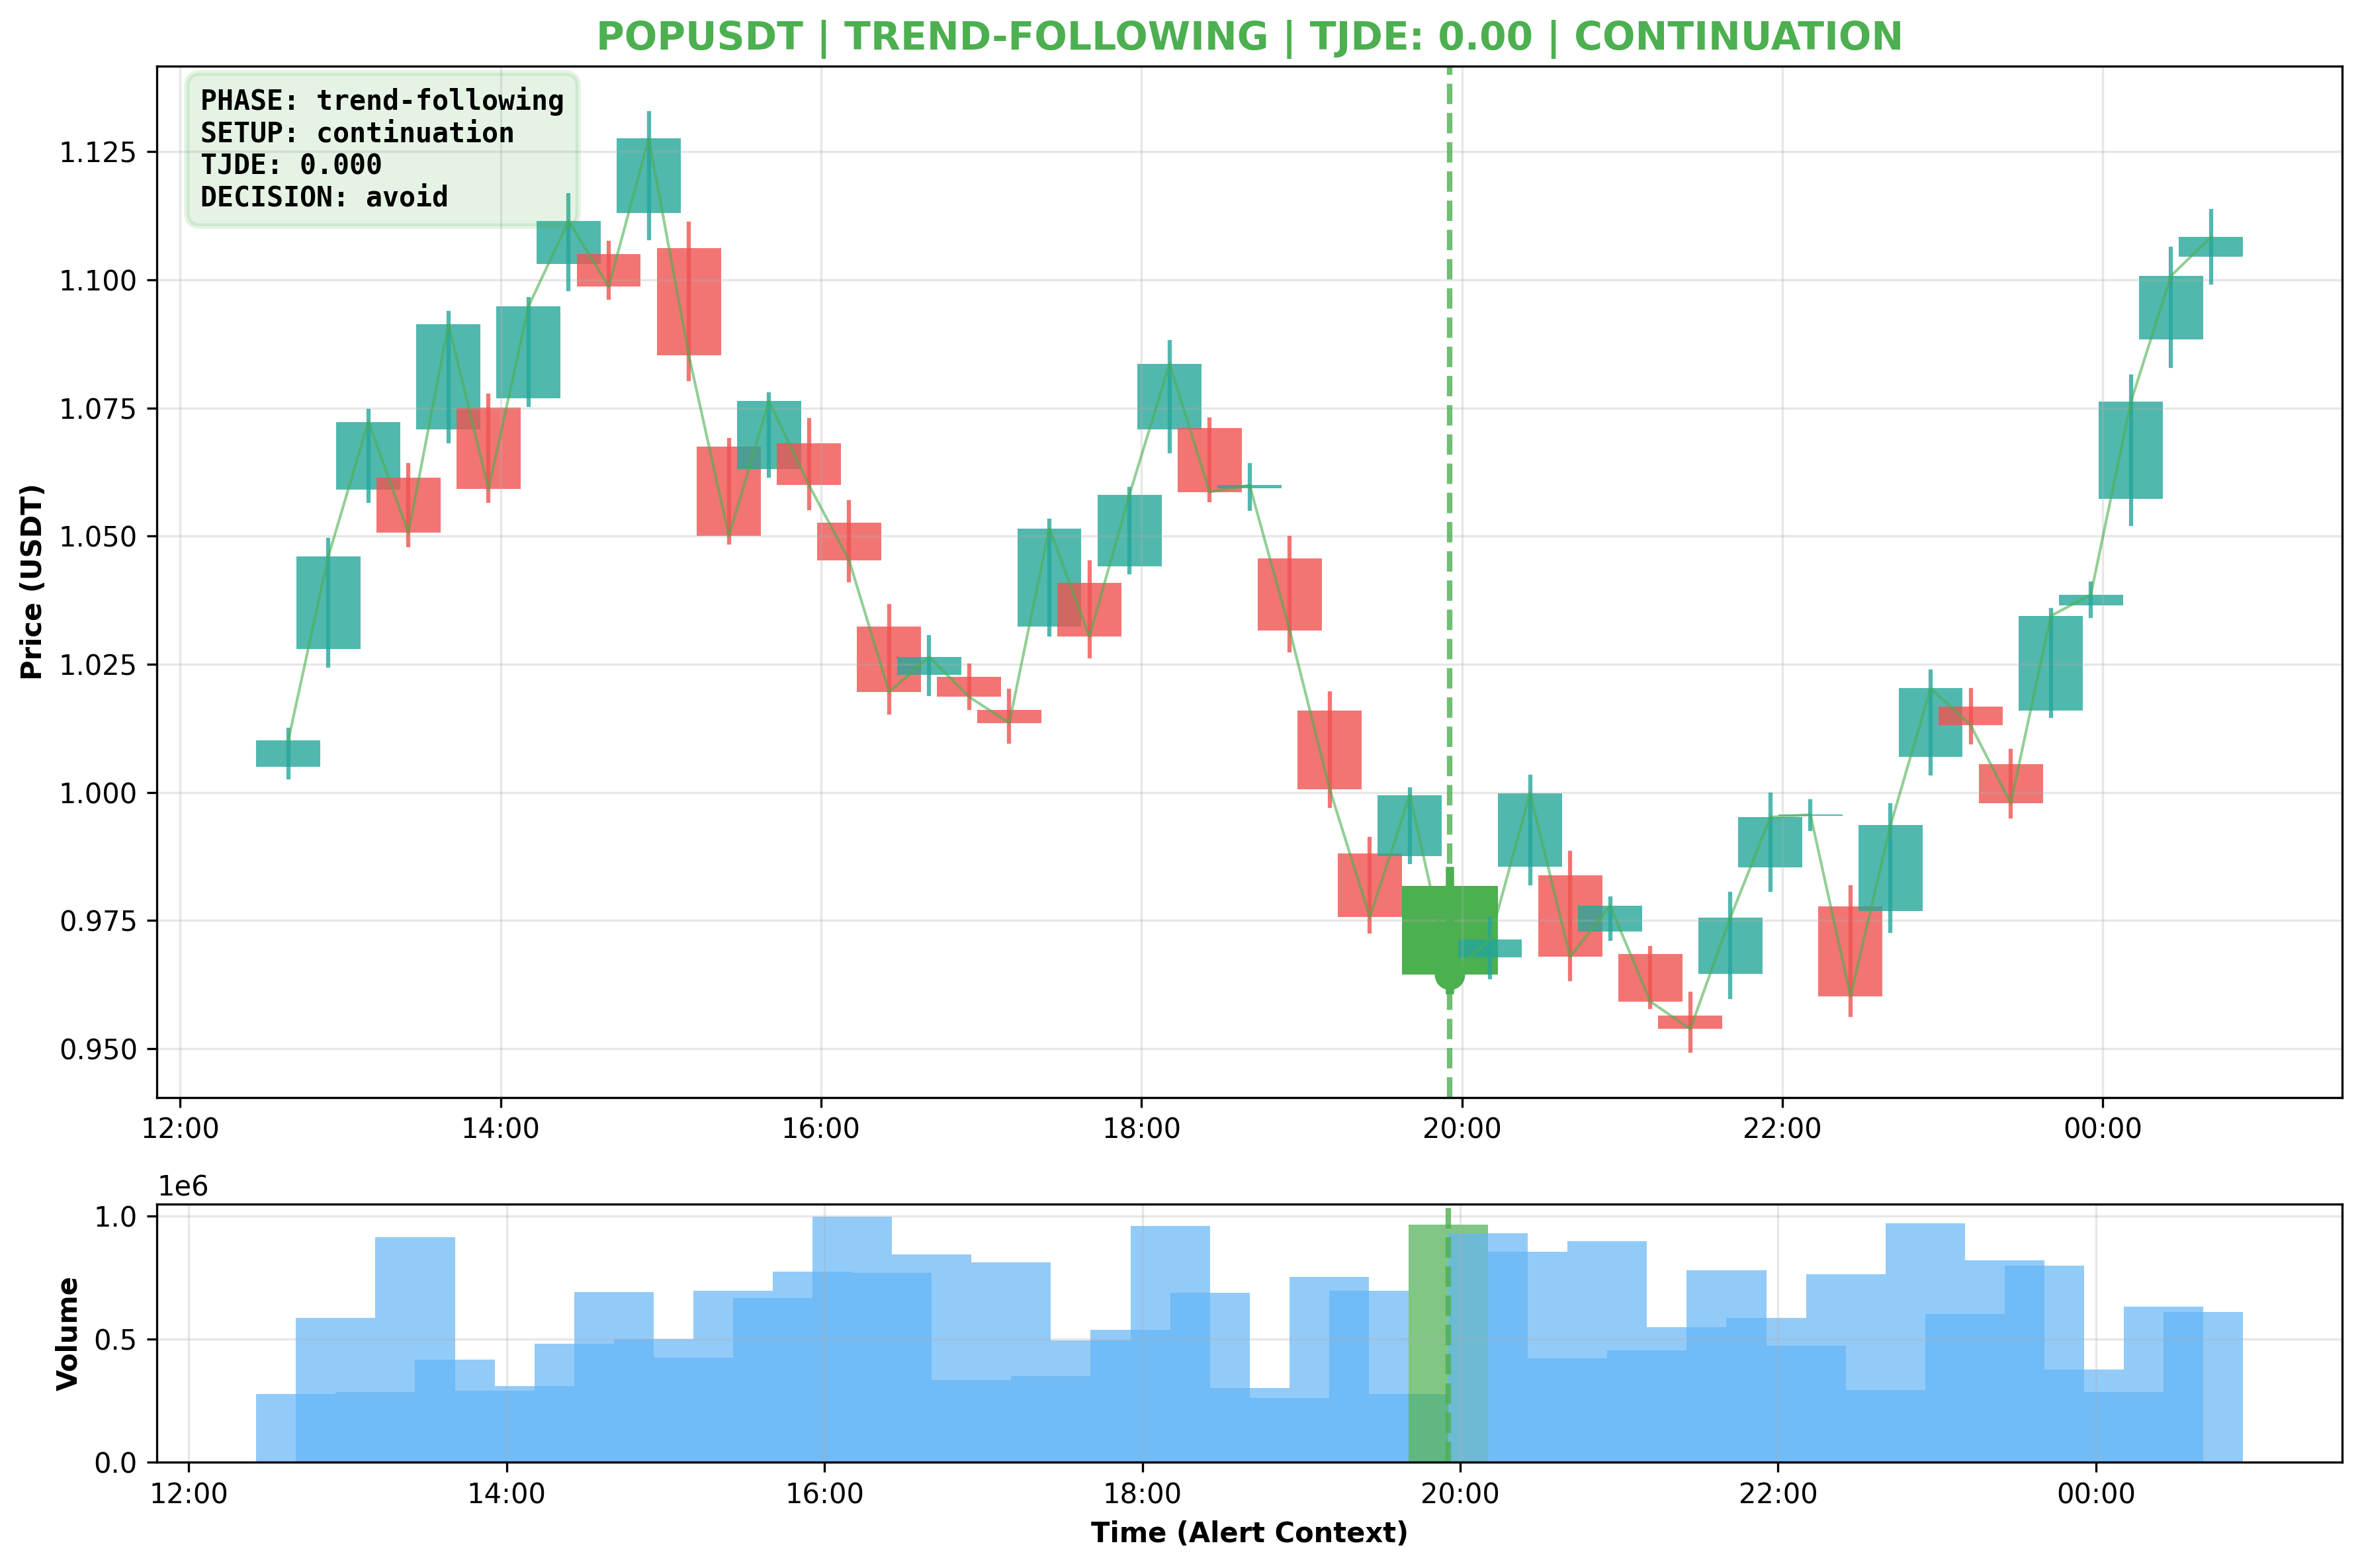 POPUSDT | TREND-FOLLOWING | TJDE: 0.00 | CONTINUATION
PHASE: trend-following
SETUP: continuation
TJDE: 0.000
DECISION: avoid
Price (USDT)
1.125
1.100
1.075
1.050
1.025
1.000
0.975
0.950
12:00 14:00 16:00 18:00 20:00 22:00 00:00
1e6
Volume
1.0
0.5
0.0
12:00 14:00 16:00 18:00 20:00 22:00 00:00
Time (Alert Context)